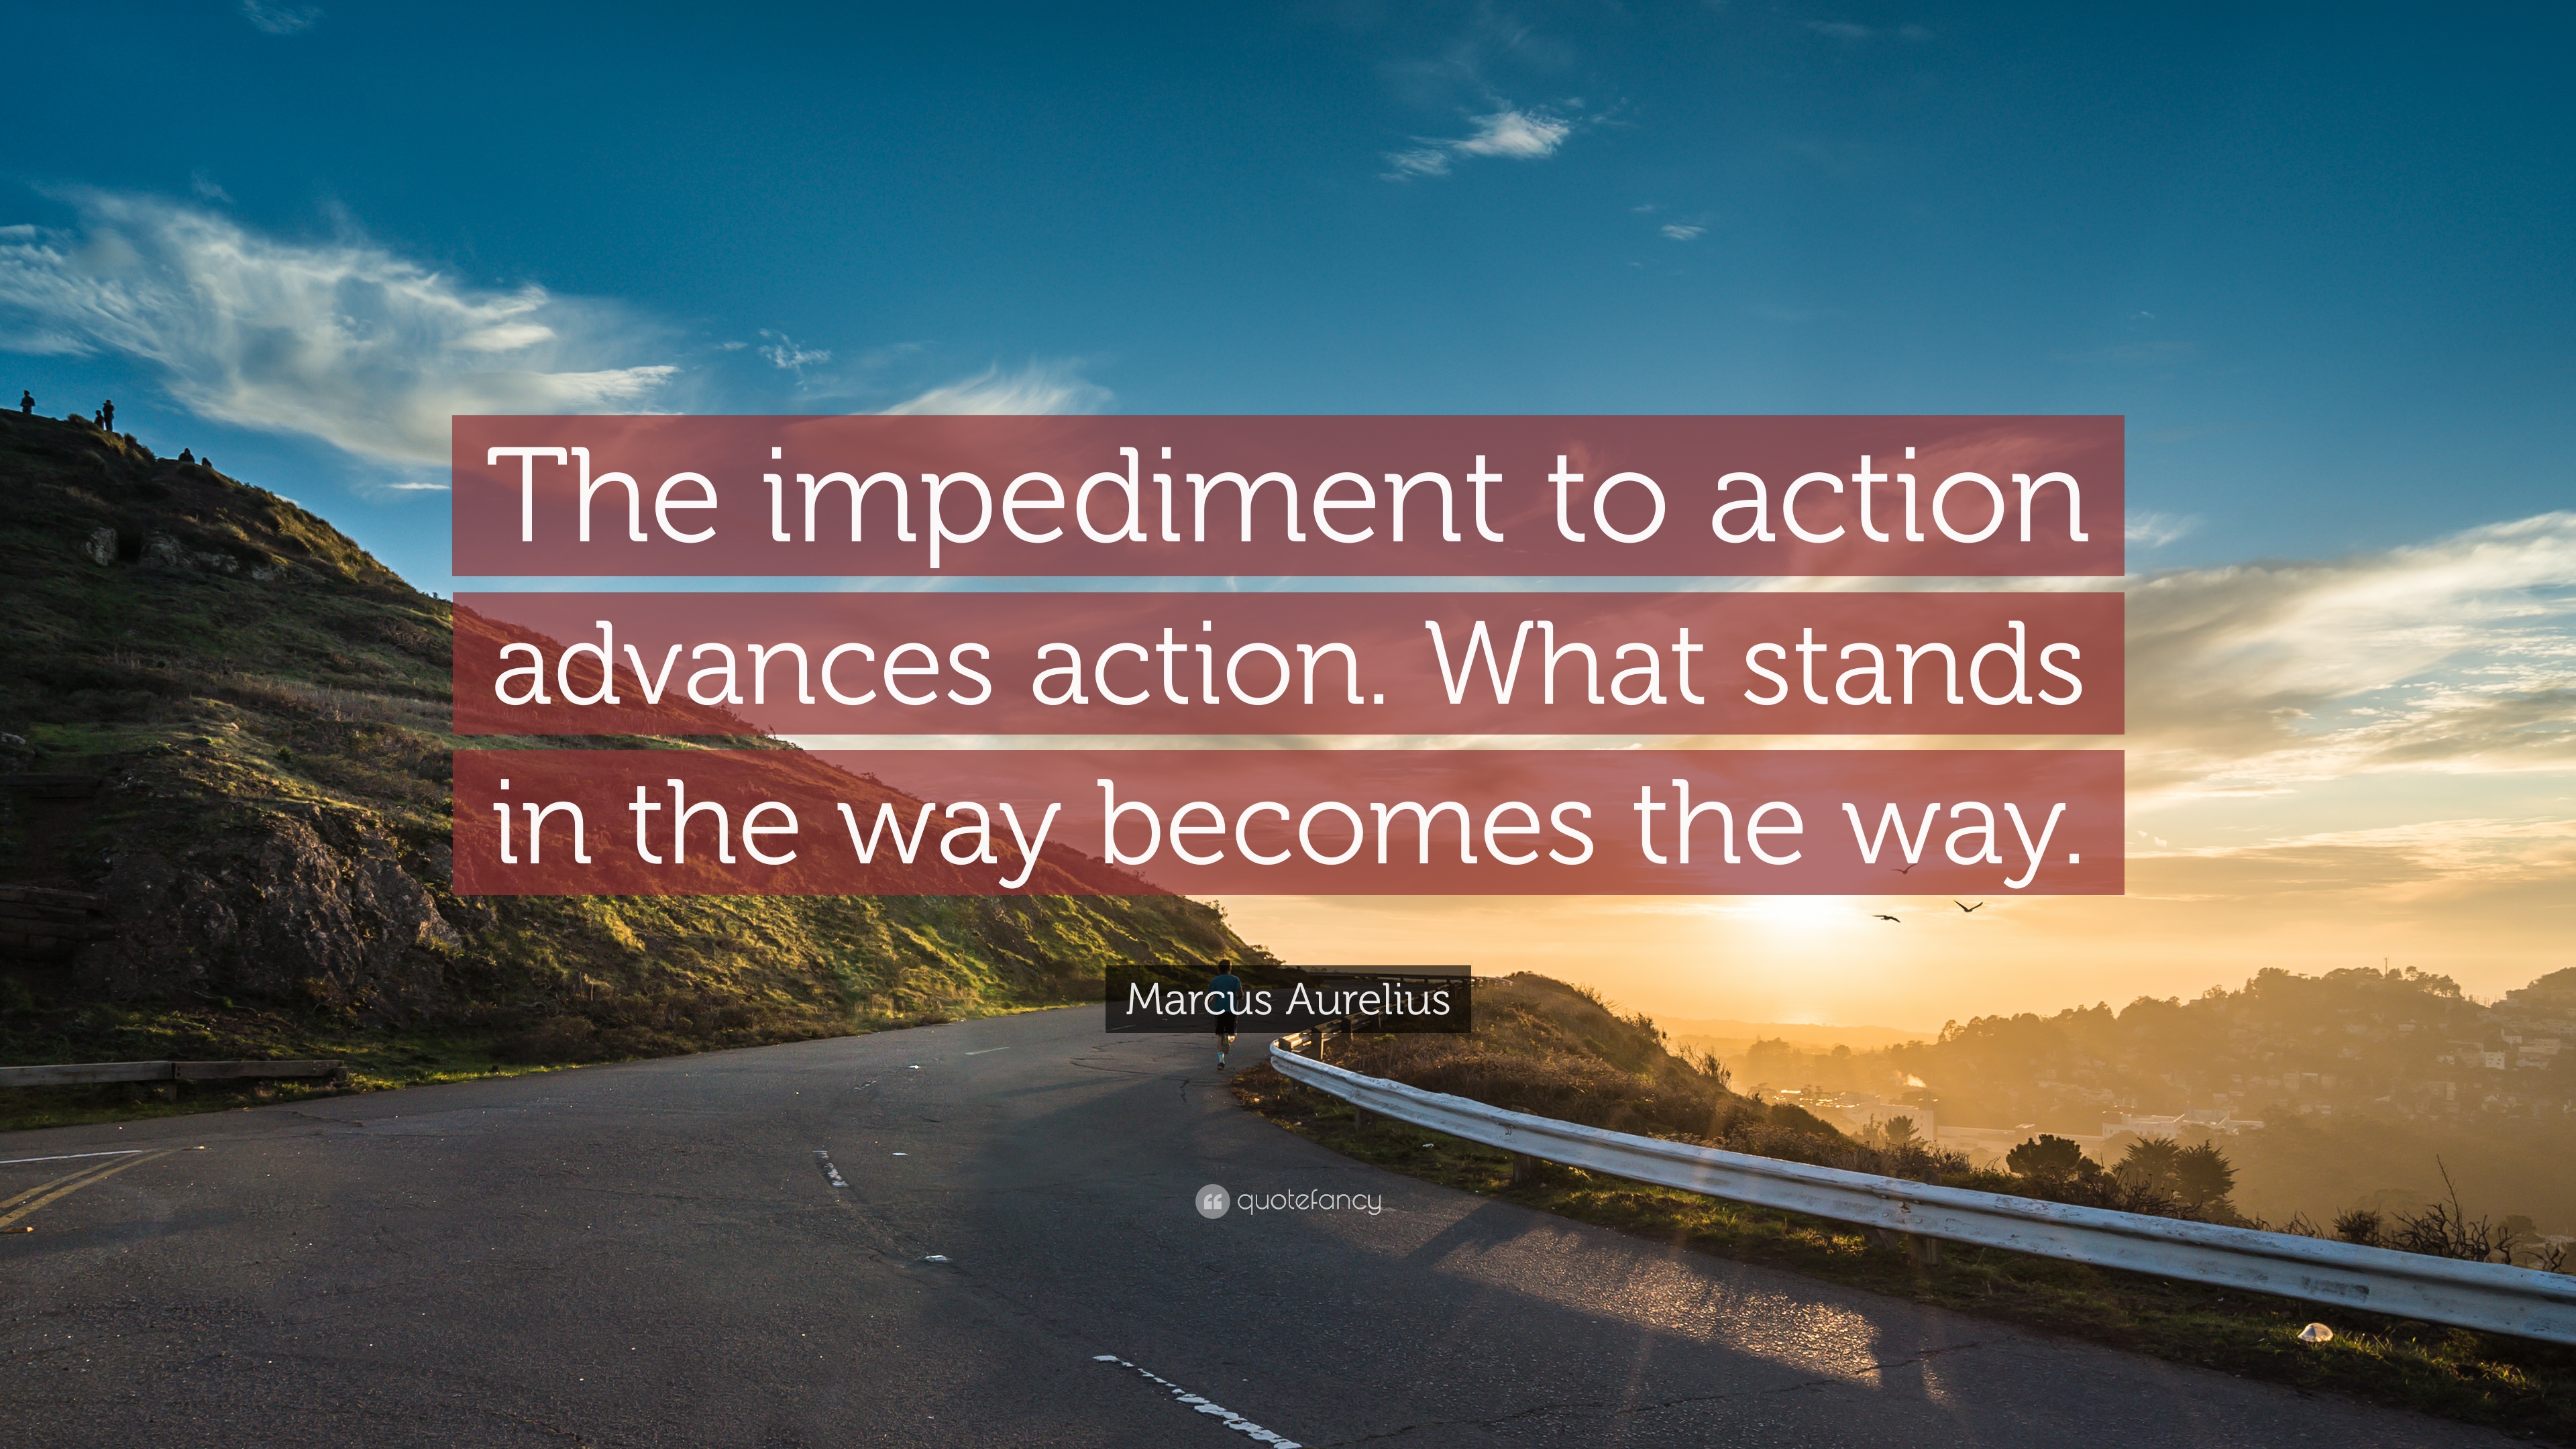 The impediment to action
advances action. What stands
in the way becomes the way.
Marcus Aurelius
quotefancy